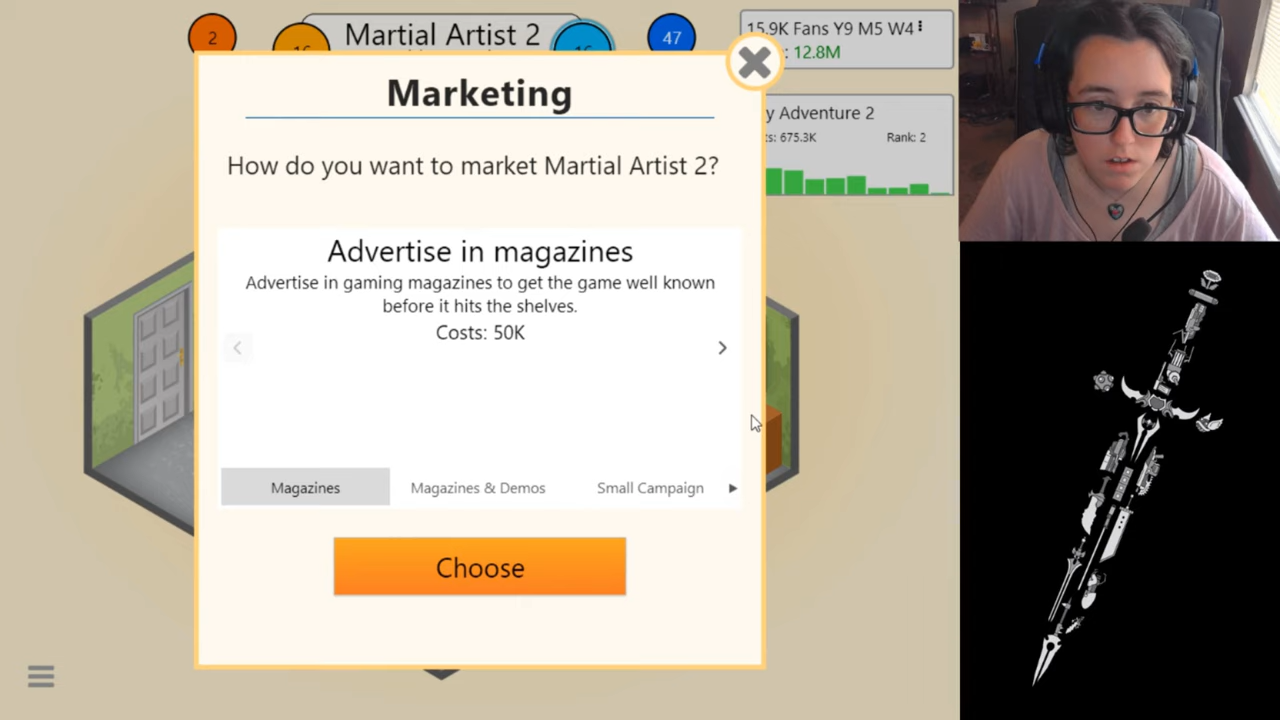 2
Martial Artist 2
47
15.9K Fans Y9 M5 W4
: 12.8M
Marketing
y Adventure 2
s: 675.3K
Rank: 2
How do you want to market Martial Artist 2?
Advertise in magazines
Advertise in gaming magazines to get the game well known
before it hits the shelves.
Costs: 50K
Magazines
Magazines & Demos
Small Campaign
Choose